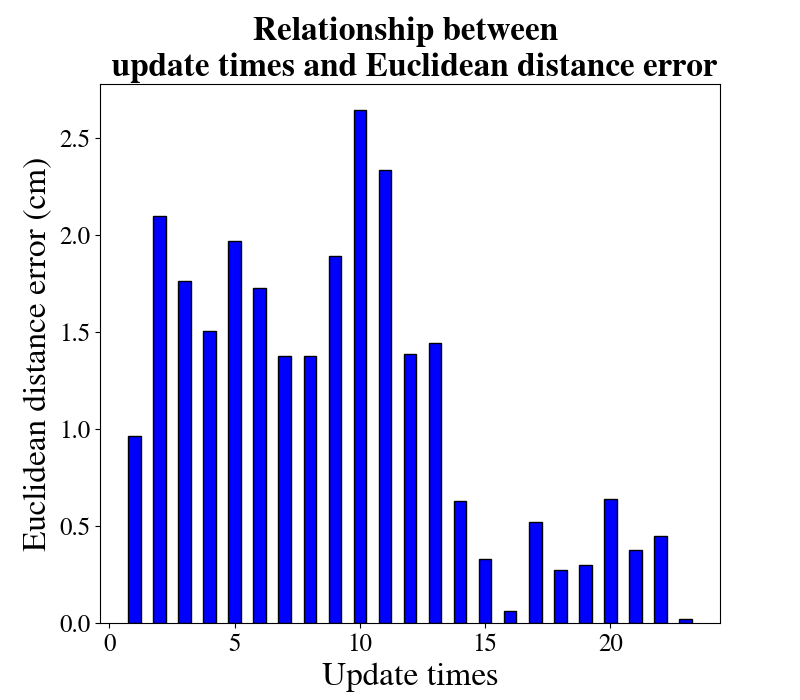 Relationship between
update times and Euclidean distance error
Euclidean distance error (cm)
2.5
2.0
1.5
1.0
0.5
0.0
0 5 10 15 20
Update times